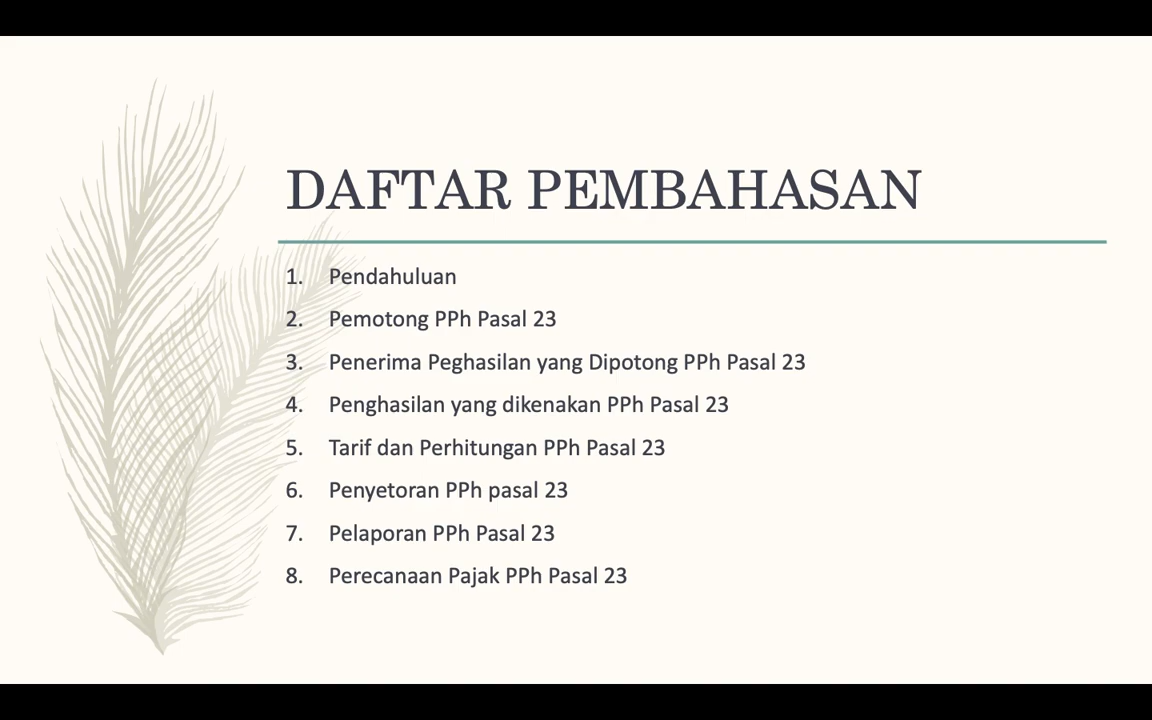 DAFTAR PEMBAHASAN
1. Pendahuluan
2. Pemotong PPh Pasal 23
3. Penerima Peghasilan yang Dipotong PPh Pasal 23
4. Penghasilan yang dikenakan PPh Pasal 23
5. Tarif dan Perhitungan PPh Pasal 23
6. Penyetoran PPh pasal 23
7. Pelaporan PPh Pasal 23
8. Perecanaan Pajak PPh Pasal 23